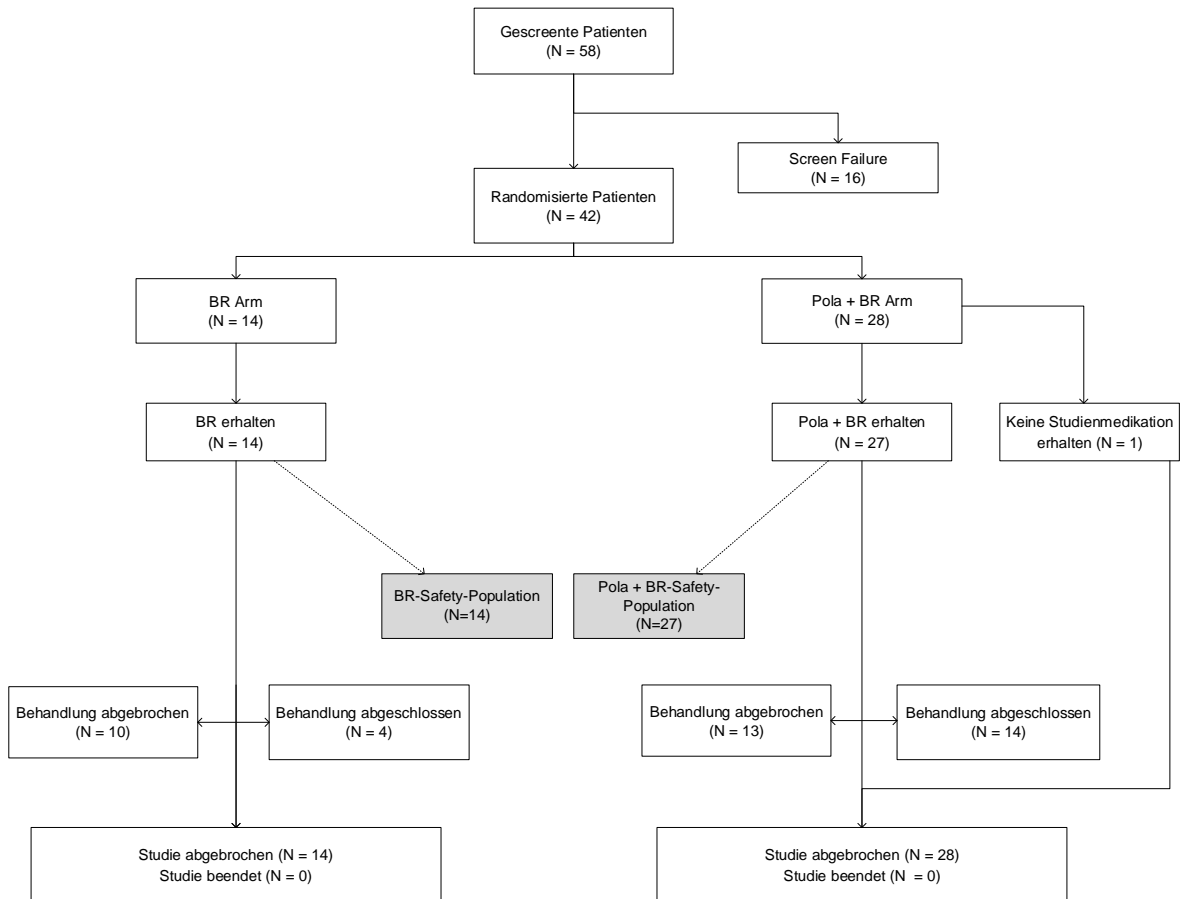 Gescreente Patienten
(N = 58)
Screen Failure
(N = 16)
Randomisierte Patienten
(N = 42)
BR Arm
(N = 14)
Pola + BR Arm
(N = 28)
BR erhalten
(N = 14)
Pola + BR erhalten
(N = 27)
Keine Studienmedikation
erhalten (N = 1)
BR-Safety-Population
(N=14)
Pola + BR-Safety-
Population
(N=27)
Behandlung abgebrochen
(N = 10)
Behandlung abgeschlossen
(N = 4)
Behandlung abgebrochen
(N = 13)
Behandlung abgeschlossen
(N = 14)
Studie abgebrochen (N = 14)
Studie beendet (N = 0)
Studie abgebrochen (N = 28)
Studie beendet (N  = 0)